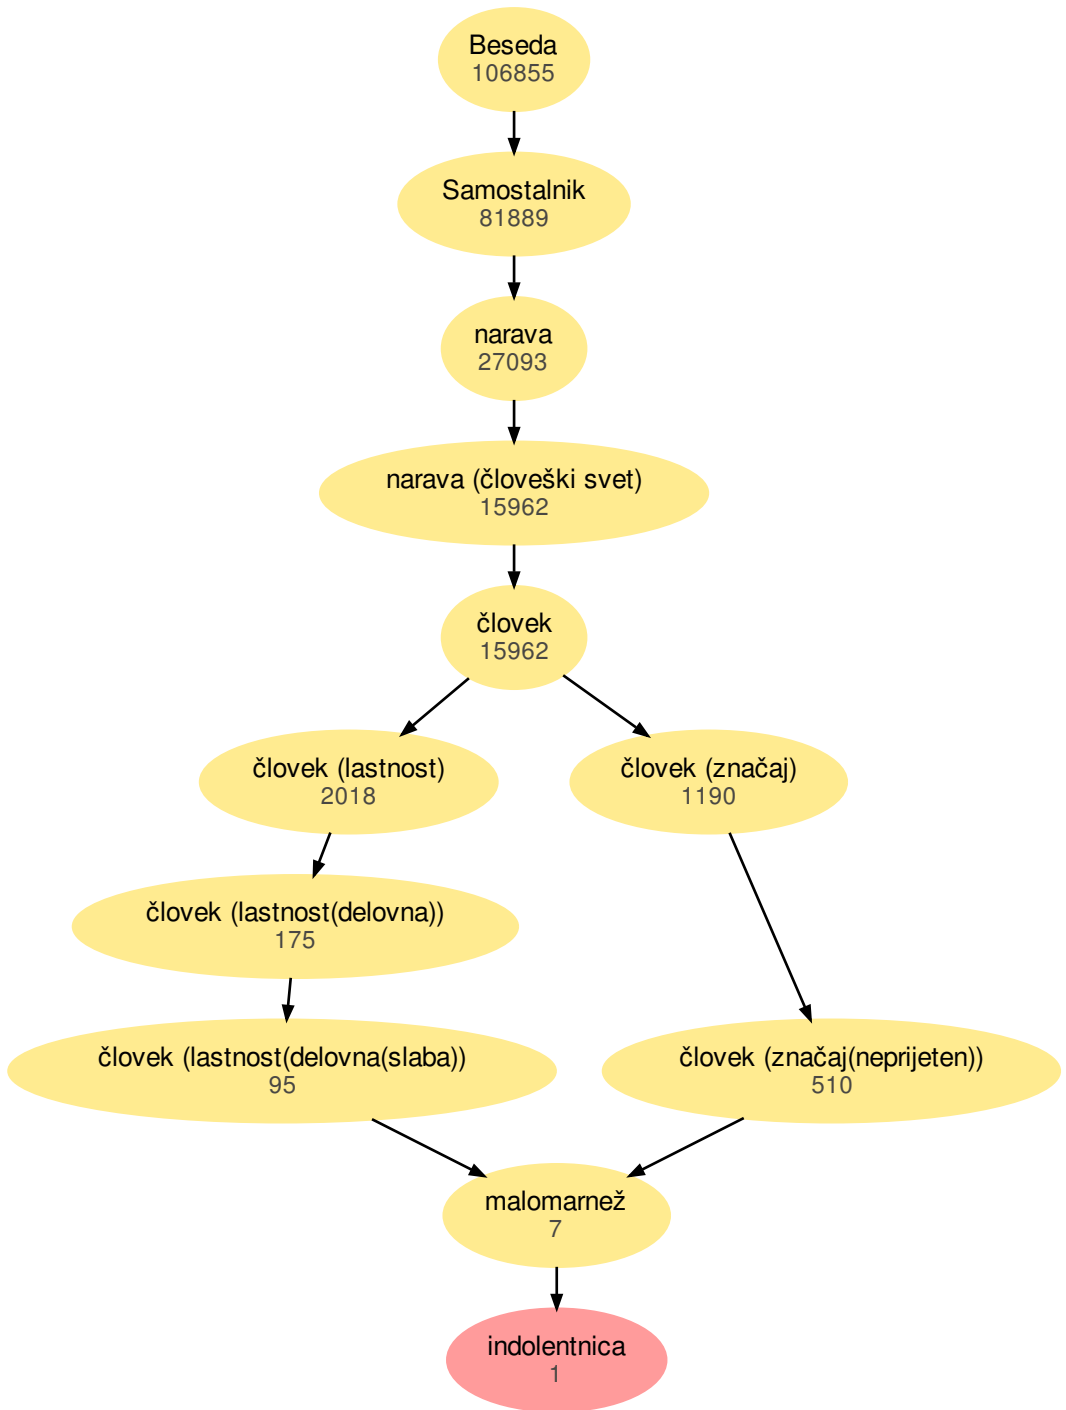 Beseda
106855
Samostalnik
81889
narava
27093
narava (človeški svet)
15962
človek
15962
človek (lastnost)
2018
človek (značaj)
1190
človek (lastnost(delovna))
175
človek (lastnost(delovna(slaba))
95
človek (značaj(neprijeten))
510
malomarnež
7
indolentnica
1